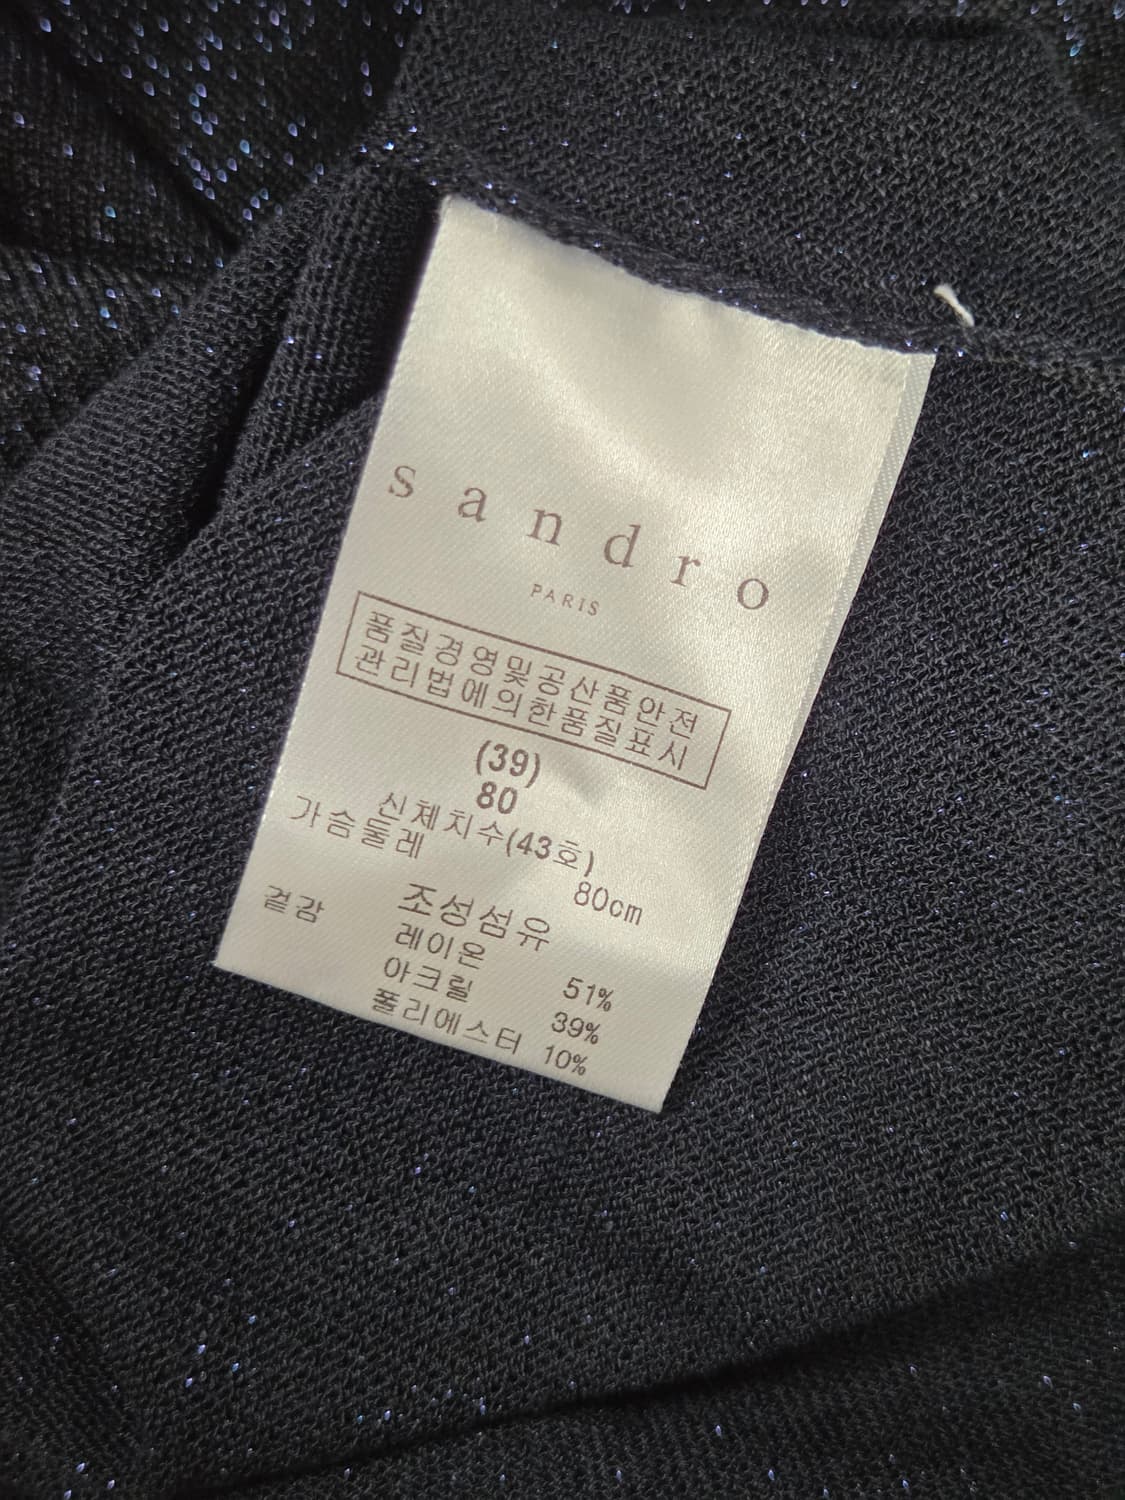 sandro
PARIS
품질경영및공산품안전
관리법에의한품질표시
(39)
80
신체치수(43호)
가슴둘레 80cm
조성섬유
겉감 레이온 51%
아크릴 39%
폴리에스터 10%